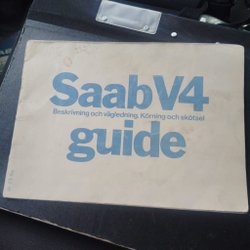 Saab V4
Beskrivning och vägledning. Körning och skötsel
guide